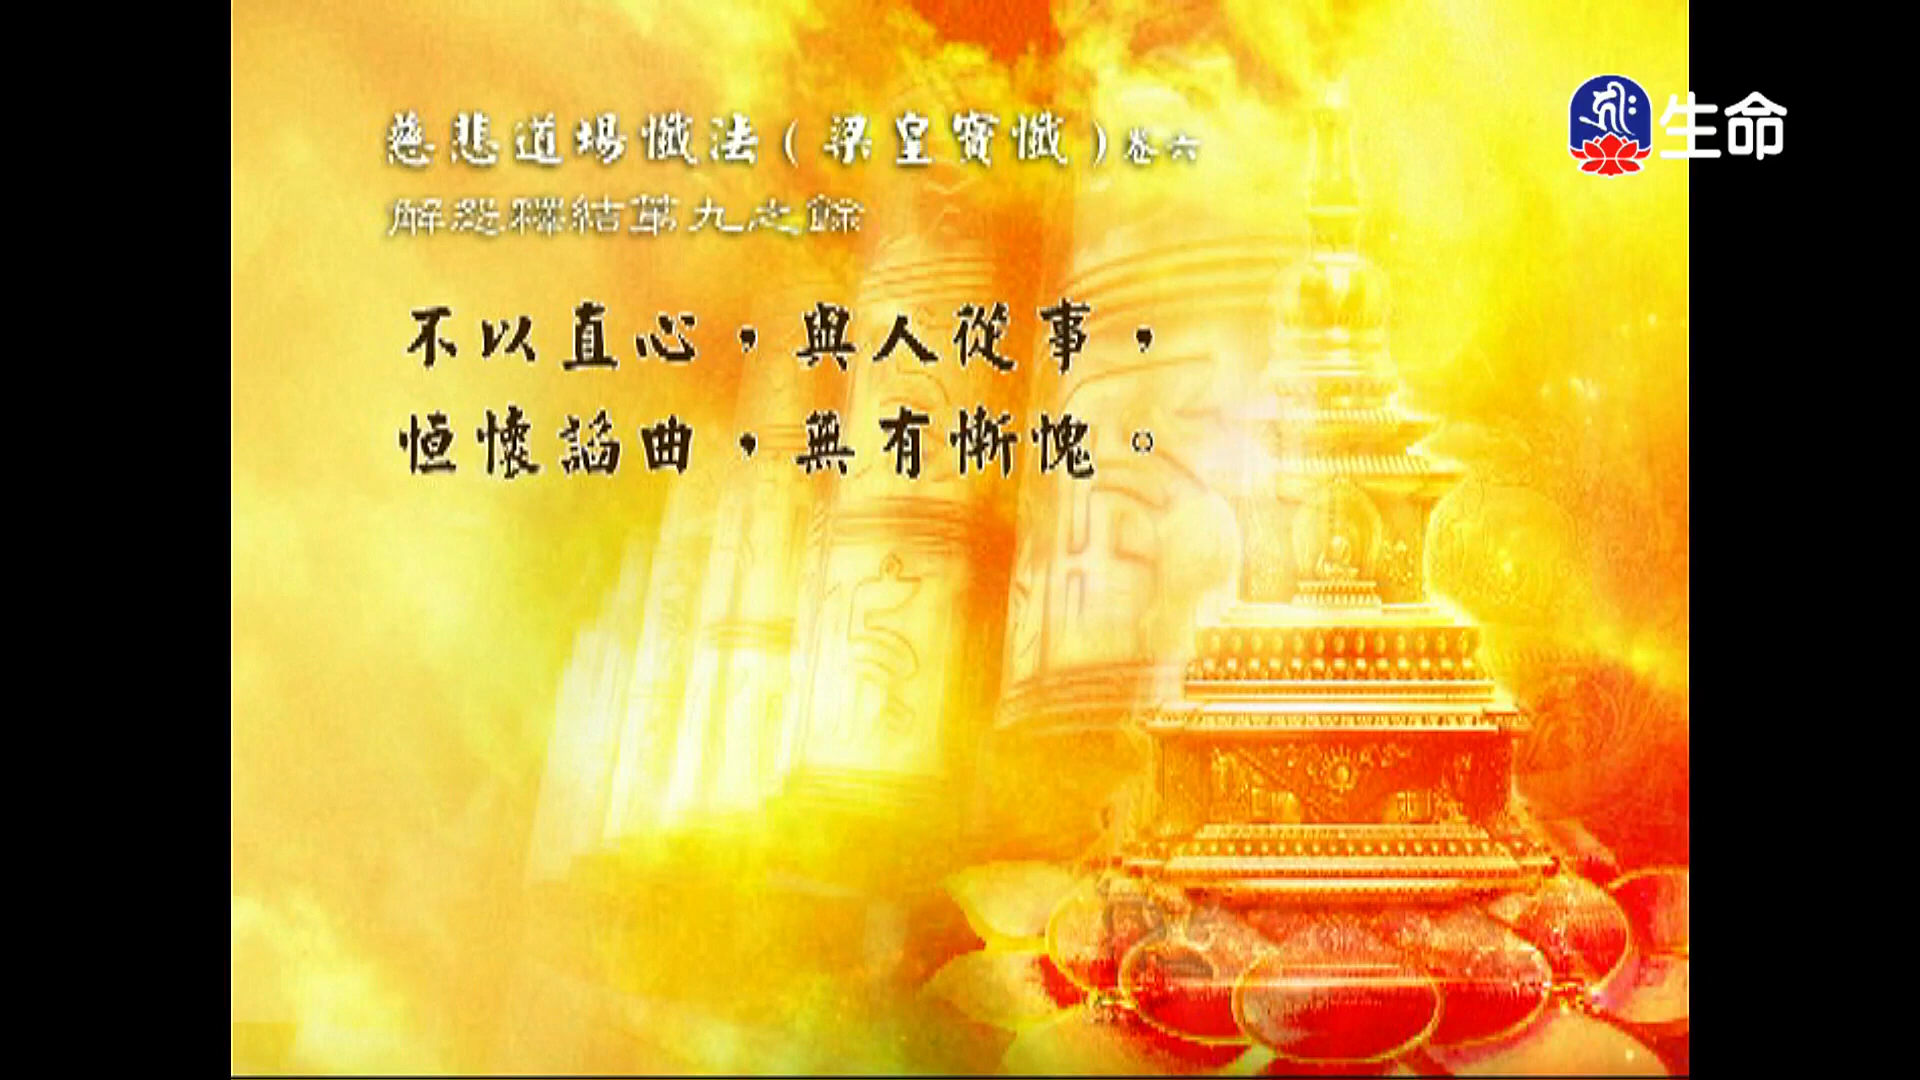 慈悲道場懺法(梁皇寶懺)卷六
解冤釋結第九之餘
不以直心，與人從事，
恒懷諂曲，無有慚愧。
生命